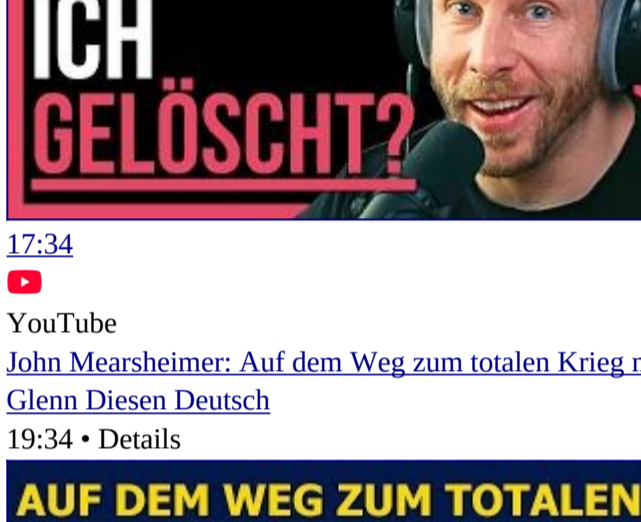 ICH
GELÖSCHT?
17:34
YouTube
John Mearsheimer: Auf dem Weg zum totalen Krieg
Glenn Diesen Deutsch
19:34 • Details
AUF DEM WEG ZUM TOTALEN